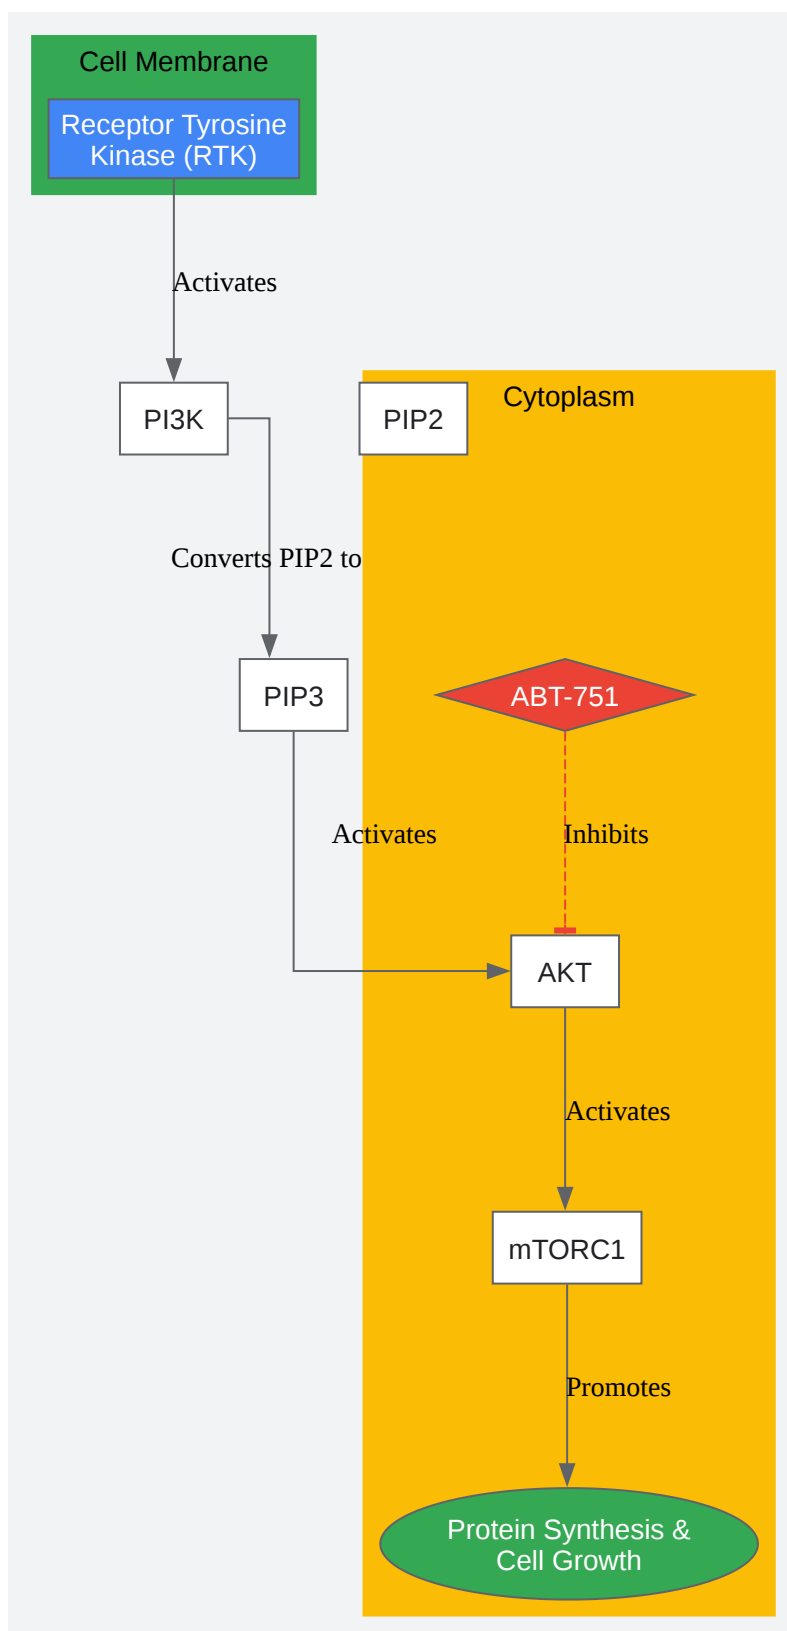 Cell Membrane
Receptor Tyrosine
Kinase (RTK)
Activates
PI3K
PIP2
Cytoplasm
Converts PIP2 to
PIP3
ABT-751
Activates
Inhibits
AKT
Activates
mTORC1
Promotes
Protein Synthesis &
Cell Growth